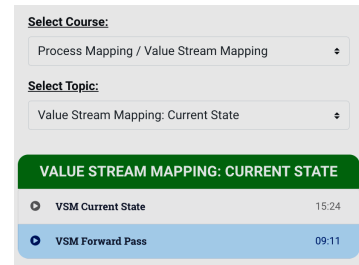 Select Course:
Process Mapping / Value Stream Mapping
Select Topic:
Value Stream Mapping: Current State
VALUE STREAM MAPPING: CURRENT STATE
VSM Current State 15:24
VSM Forward Pass 09:11